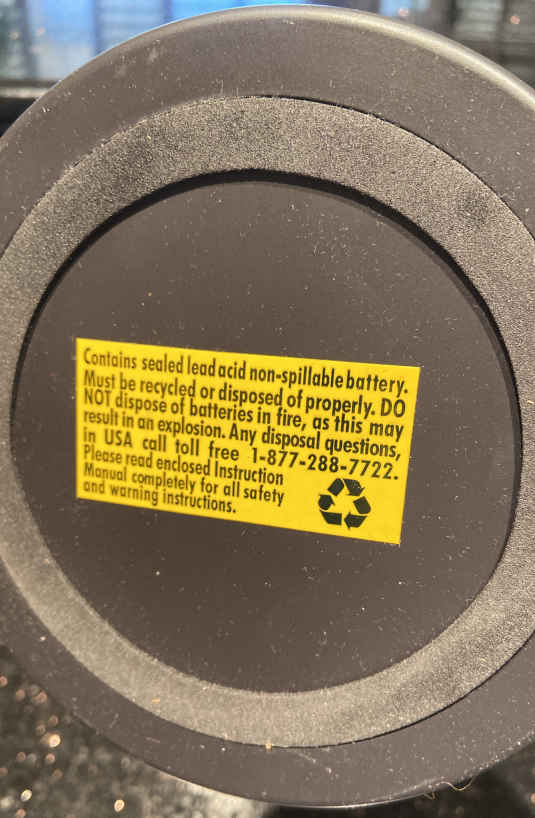 Contains sealed lead acid non-spillable battery.
Must be recycled or disposed of properly. DO
NOT dispose of batteries in fire, as this may
result in an explosion. Any disposal questions,
in USA call toll free 1-877-288-7722.
Please read enclosed Instruction
Manual completely for all safety
and warning instructions.